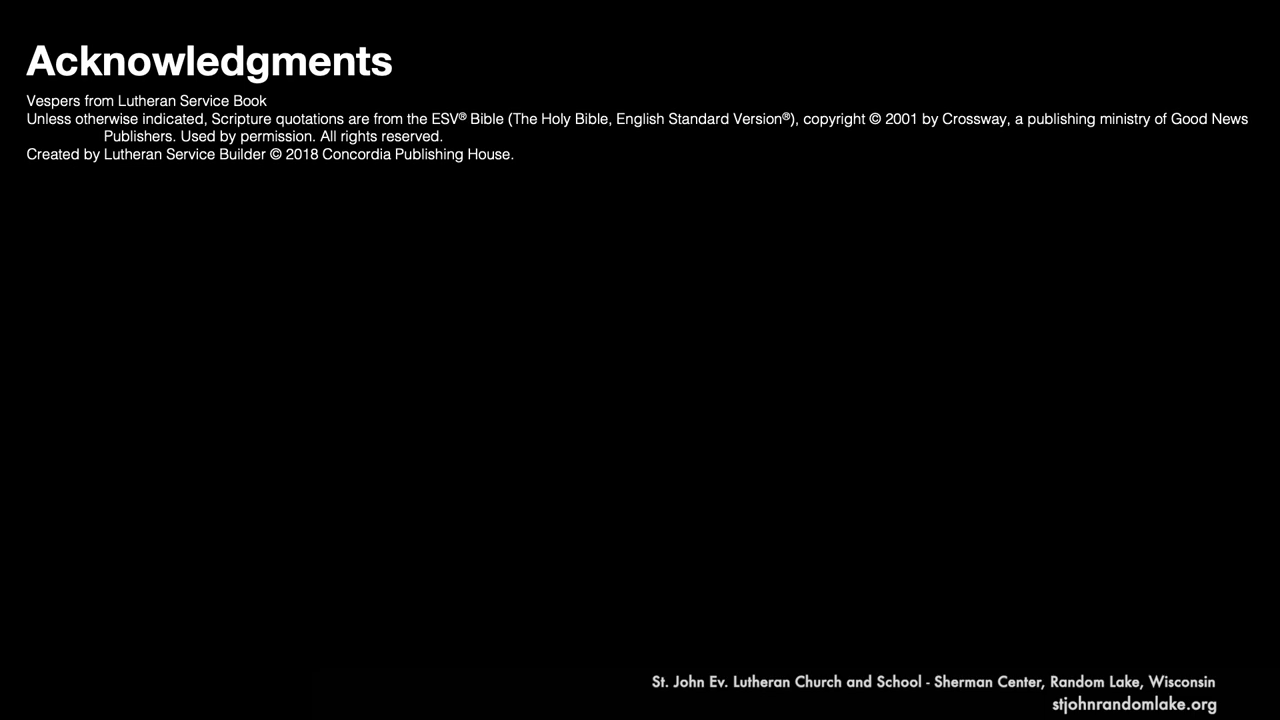 Acknowledgments
Vespers from Lutheran Service Book
Unless otherwise indicated, Scripture quotations are from the ESV® Bible (The Holy Bible, English Standard Version®), copyright © 2001 by Crossway, a publishing ministry of Good News
Publishers. Used by permission. All rights reserved.
Created by Lutheran Service Builder © 2018 Concordia Publishing House.
St. John Ev. Lutheran Church and School - Sherman Center, Random Lake, Wisconsin
stjohnrandomlake.org